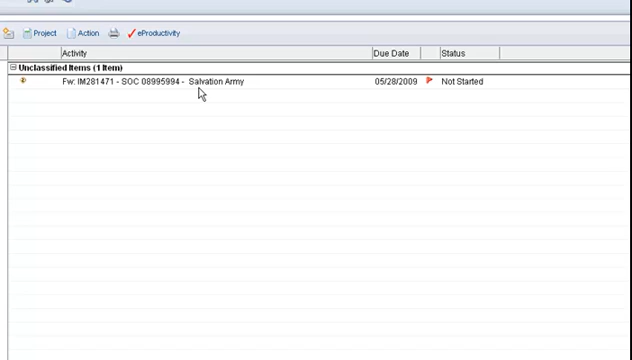 Project Action eProductivity
Activity Due Date Status
Unclassified Items (1 Item)
Fw: IM281471 - SOC 08995994 - Salvation Army 05/28/2009 Not Started